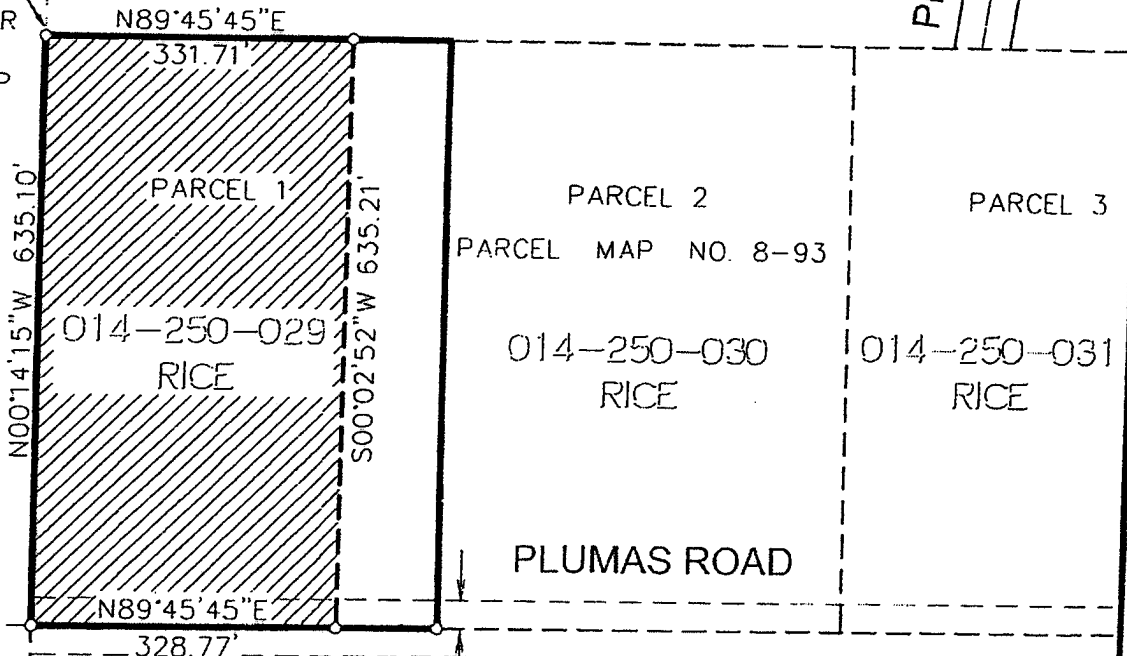 R
N89°45'45"E
331.71'
N00°14'15"W 635.10'
PARCEL 1
014-250-029
RICE
S00°02'52"W 635.21'
PARCEL 2
PARCEL MAP NO. 8-93
014-250-030
RICE
PARCEL 3
014-250-031
RICE
PLUMAS ROAD
N89°45'45"E
328.77'